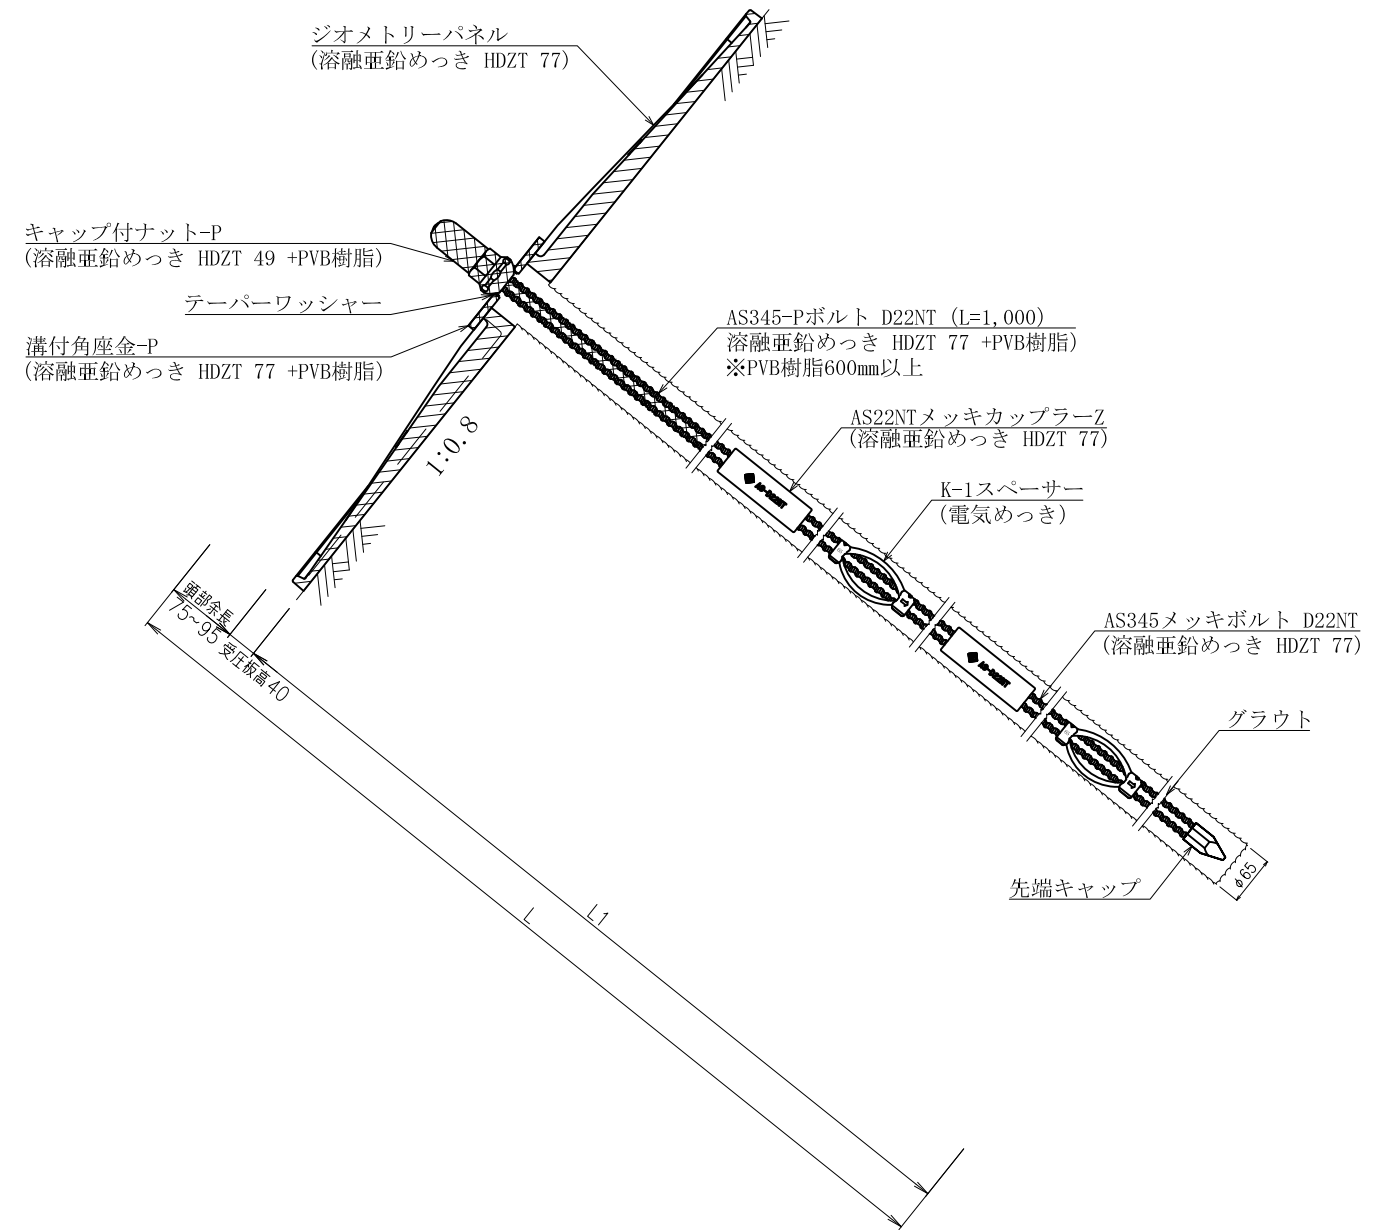 ジオメトリーパネル
(溶融亜鉛めっき HDZT 77)
キャップ付ナット-P
(溶融亜鉛めっき HDZT 49 +PVB樹脂)
テーパーワッシャー
溝付角座金-P
(溶融亜鉛めっき HDZT 77 +PVB樹脂)
AS345-Pボルト D22NT (L=1,000)
溶融亜鉛めっき HDZT 77 +PVB樹脂)
※PVB樹脂600mm以上
AS22NTメッキカップラーZ
(溶融亜鉛めっき HDZT 77)
1:0.8
K-1スペーサー
(電気めっき)
AS345メッキボルト D22NT
(溶融亜鉛めっき HDZT 77)
グラウト
先端キャップ
φ65
頭部余長
75~95
受圧板高40
L1
L